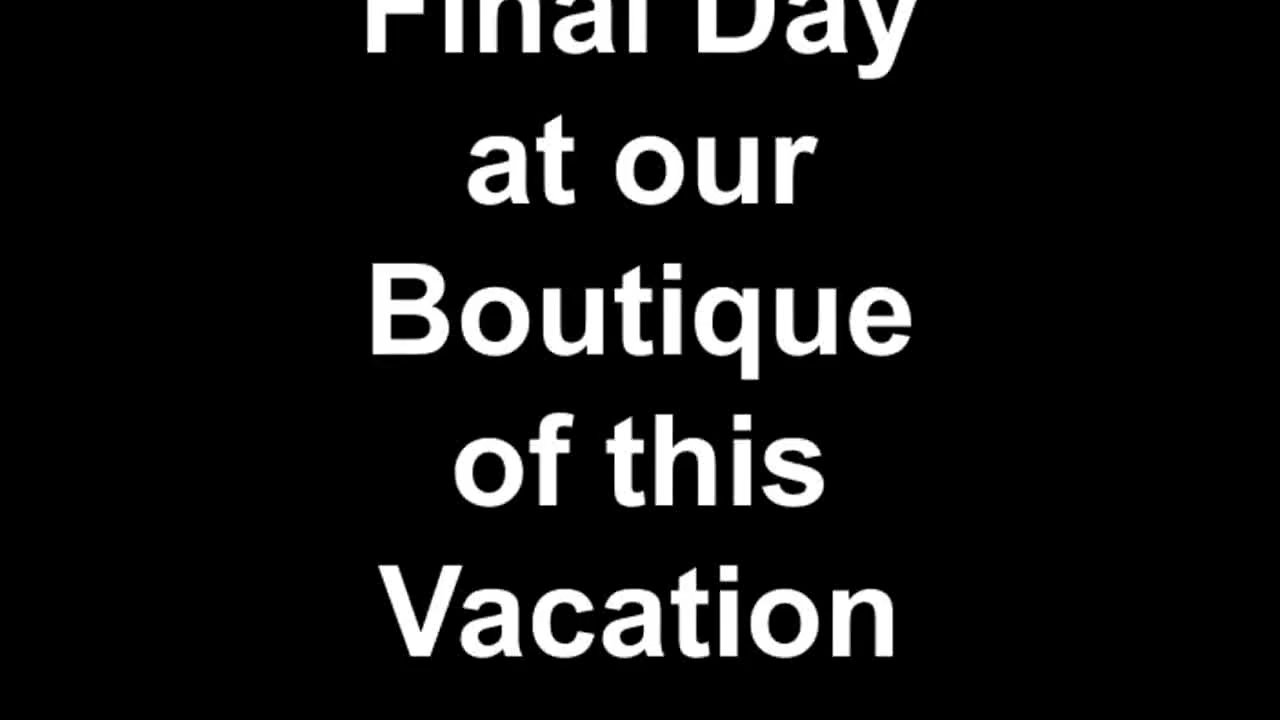 Final Day
at our
Boutique
of this
Vacation